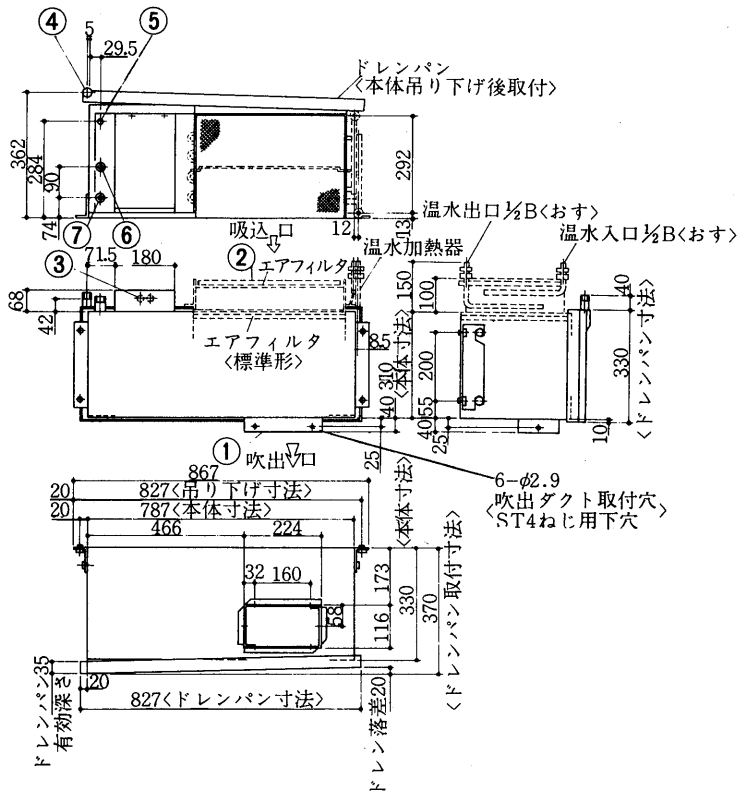 ④
⑤
5
29.5
ドレンパン
〈本体吊り下げ後取付〉
362
284
90
74
292
13
12
⑦
⑥
吸込口
温水出口½B〈おす〉
温水入口½B〈おす〉
温水加熱器
③
71.5
180
②
エアフィルタ
68
42
エアフィルタ
〈標準形〉
8.5
150
100
〈本体寸法〉
310
40
25
200
55
40
25
40
330
〈ドレンパン寸法〉
10
①
吹出口
6-φ2.9
吹出ダクト取付穴
〈ST4ねじ用下穴〉
867
20
827〈吊り下げ寸法〉
20
787〈本体寸法〉
466
224
32
160
58
173
116
330
〈本体寸法〉
370
〈ドレンパン取付寸法〉
35
ドレンパン
有効深さ
20
827〈ドレンパン寸法〉
ドレン落差20